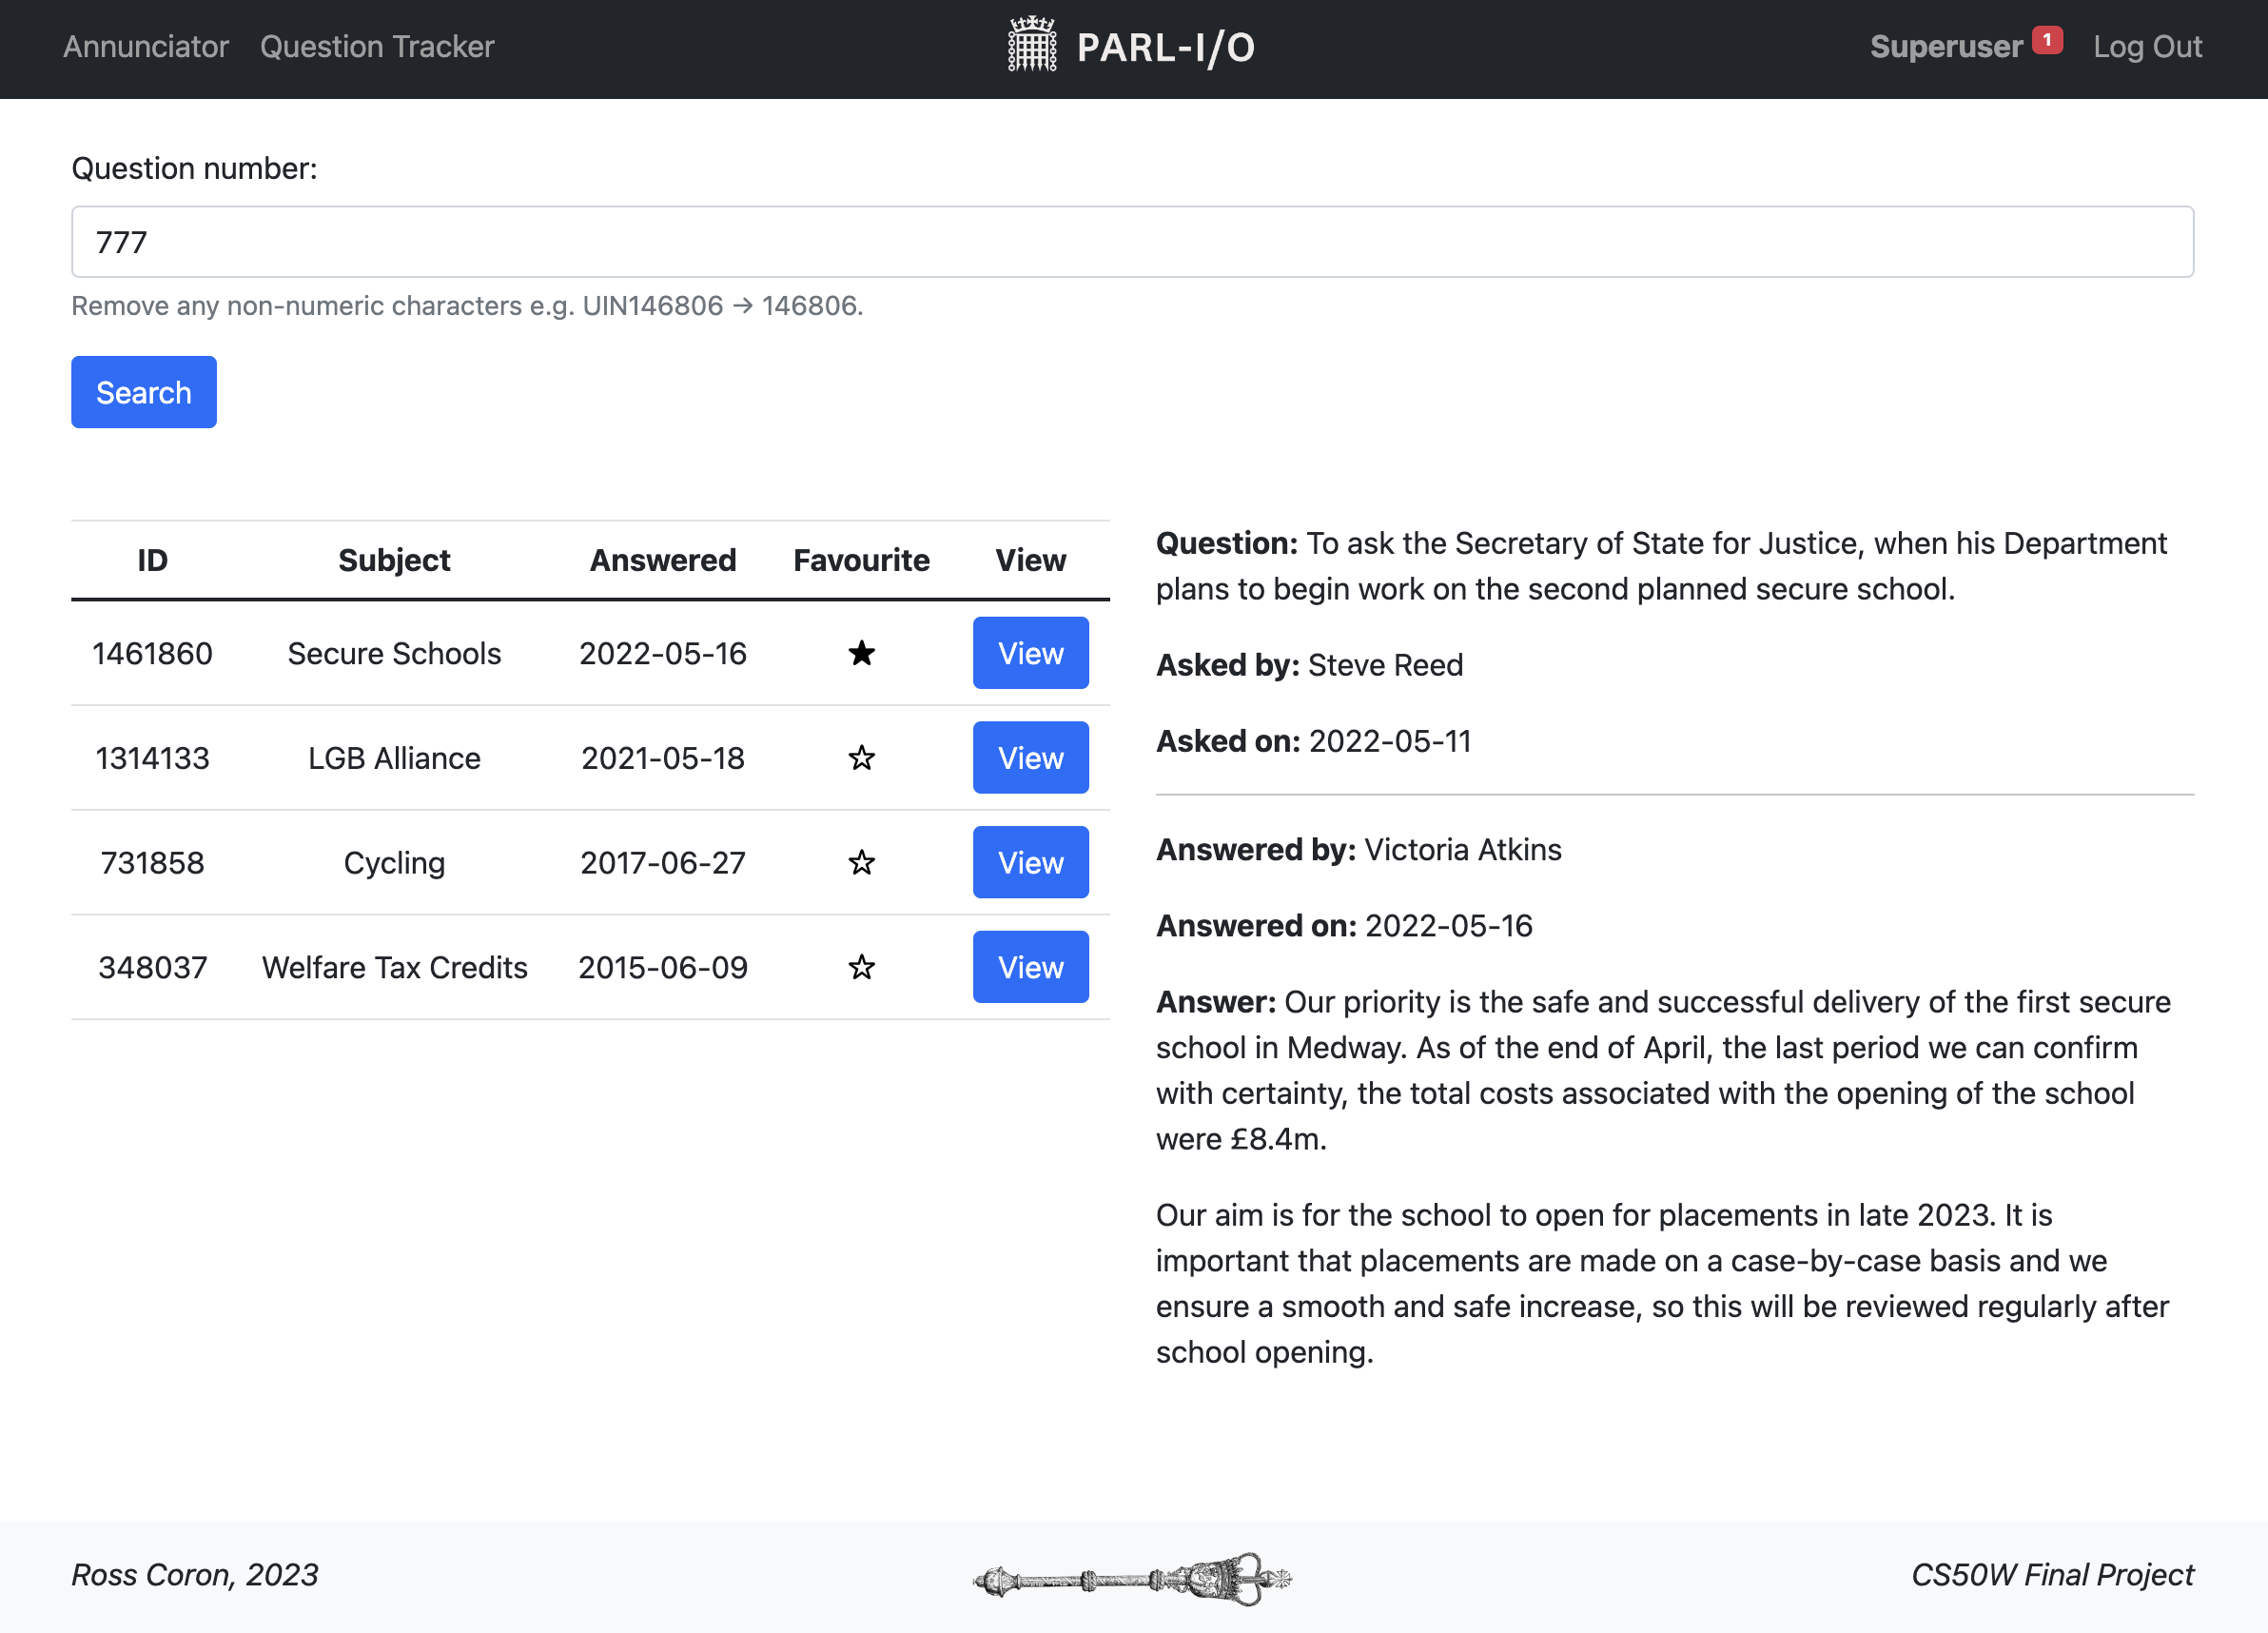 Annunciator Question Tracker PARL-I/O Superuser 1 Log Out
Question number:
777
Remove any non-numeric characters e.g. UIN146806 → 146806.
Search
ID Subject Answered Favourite View
1461860 Secure Schools 2022-05-16 ★ View
1314133 LGB Alliance 2021-05-18 ☆ View
731858 Cycling 2017-06-27 ☆ View
348037 Welfare Tax Credits 2015-06-09 ☆ View
Question: To ask the Secretary of State for Justice, when his Department
plans to begin work on the second planned secure school.
Asked by: Steve Reed
Asked on: 2022-05-11
Answered by: Victoria Atkins
Answered on: 2022-05-16
Answer: Our priority is the safe and successful delivery of the first secure
school in Medway. As of the end of April, the last period we can confirm
with certainty, the total costs associated with the opening of the school
were £8.4m.
Our aim is for the school to open for placements in late 2023. It is
important that placements are made on a case-by-case basis and we
ensure a smooth and safe increase, so this will be reviewed regularly after
school opening.
Ross Coron, 2023
CS50W Final Project